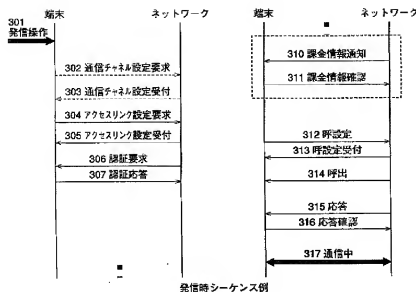 端末
ネットワーク
301
発信操作
302 通信チャネル設定要求
303 通信チャネル設定受付
304 アクセスリンク設定要求
305 アクセスリンク設定受付
306 認証要求
307 認証応答
端末
ネットワーク
310 課金情報通知
311 課金情報確認
312 呼設定
313 呼設定受付
314 呼出
315 応答
316 応答確認
317 通信中
発信時シーケンス例